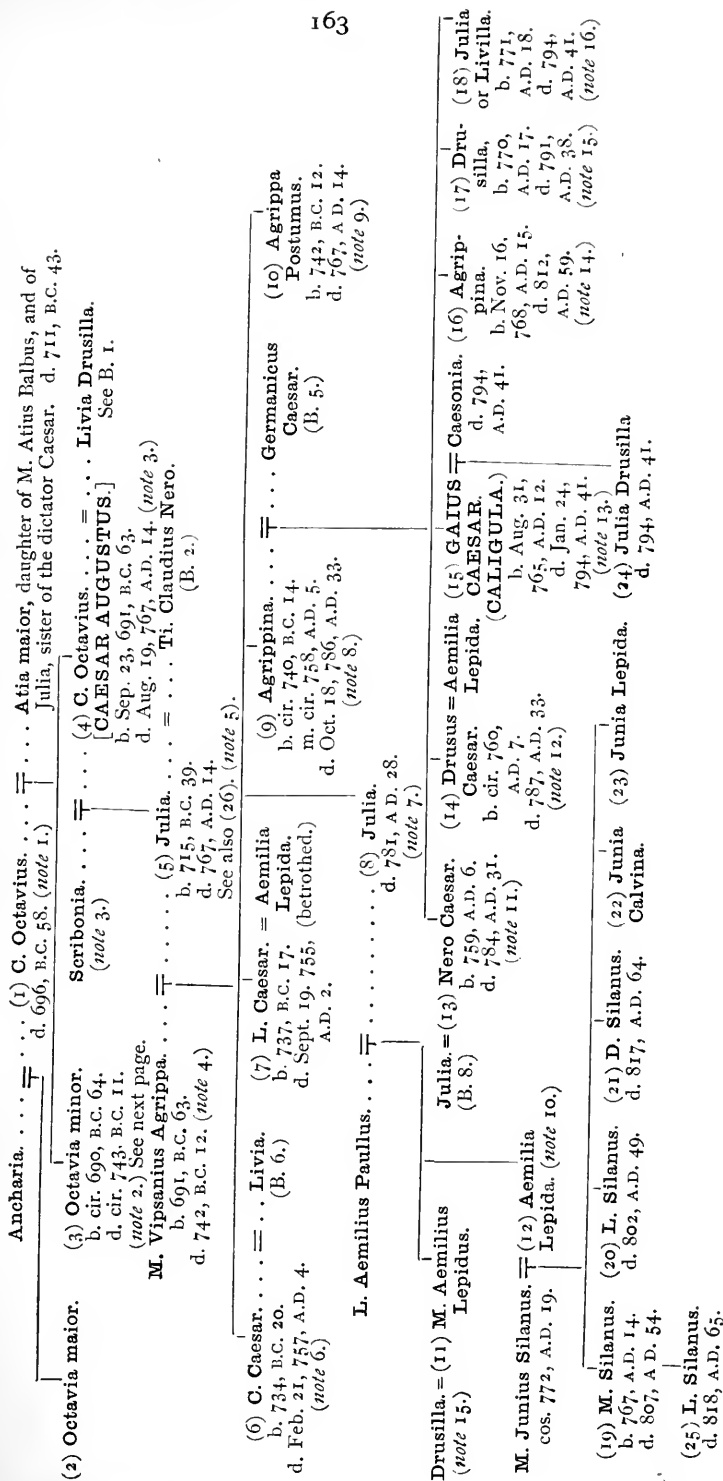 163
Ancharia. . . . = . . . . (1) C. Octavius. . . . = . . . . Atia maior, daughter of M. Atius Balbus, and of
d. 696, B.C. 58. (note 1.)
Julia, sister of the dictator Caesar. d. 711, B.C. 43.
(2) Octavia maior.
(3) Octavia minor.
b. cir. 690, B.C. 64.
d. cir. 743, B.C. 11.
(note 2.) See next page.
Scribonia. . . . = . . . . (4) C. Octavius. . . . = . . . Livia Drusilla.
(note 3.)
[CAESAR AUGUSTUS.]
b. Sep. 23, 691, B.C. 63.
d. Aug. 19, 767, A.D. 14. (note 3.)
See B. 1.
M. Vipsanius Agrippa. . . . = . . . . . (5) Julia. . . . . = . . . . Ti. Claudius Nero.
b. 691, B.C. 63.
d. 742, B.C. 12. (note 4.)
b. 715, B.C. 39.
d. 767, A.D. 14.
See also (26). (note 5).
(B. 2.)
(6) C. Caesar. . . . = . . . Livia.
b. 734, B.C. 20.
d. Feb. 21, 757, A.D. 4.
(note 6.)
(B. 6.)
(7) L. Caesar. = Aemilia
b. 737, B.C. 17.
Lepida.
d. Sept. 19. 755,
A.D. 2.
(betrothed.)
(9) Agrippina. . . . = . . . . Germanicus
b. cir. 740, B.C. 14.
m. cir. 758, A.D. 5.
d. Oct. 18, 786, A.D. 33.
(note 8.)
Caesar.
(B. 5.)
(10) Agrippa
Postumus.
b. 742, B.C. 12.
d. 767, A D. 14.
(note 9.)
L. Aemilius Paullus. . . . = . . . . . . . . . . (8) Julia.
d. 781, A D. 28.
(note 7.)
Drusilla. = (11) M. Aemilius
(note 15.)
Lepidus.
M. Junius Silanus. = (12) Aemilia
cos. 772, A.D. 19.
Lepida. (note 10.)
Julia. = (13) Nero Caesar.
(B. 8.)
b. 759, A.D. 6.
d. 784, A.D. 31.
(note 11.)
(14) Drusus = Aemilia
Caesar.
Lepida.
b. cir. 760,
A.D. 7.
d. 787, A.D. 33.
(note 12.)
(15) GAIUS = Caesonia.
CAESAR.
(CALIGULA.)
b. Aug. 31,
765, A.D. 12.
d. Jan. 24,
794, A.D. 41.
(note 13.)
d. 794,
A.D. 41.
(16) Agrip-
pina.
b. Nov. 16,
768, A.D. 15.
d. 812,
A.D. 59.
(note 14.)
(17) Dru-
silla,
b. 770,
A.D. 17.
d. 791,
A.D. 38.
(note 15.)
(18) Julia
or Livilla.
b. 771,
A.D. 18.
d. 794,
A.D. 41.
(note 16.)
(19) M. Silanus.
b. 767, A.D. 14.
d. 807, A D. 54.
(20) L. Silanus.
d. 802, A.D. 49.
(21) D. Silanus.
d. 817, A.D. 64.
(22) Junia
Calvina.
(23) Junia Lepida.
(24) Julia Drusilla
d. 794, A.D. 41.
(25) L. Silanus.
d. 818, A.D. 65.